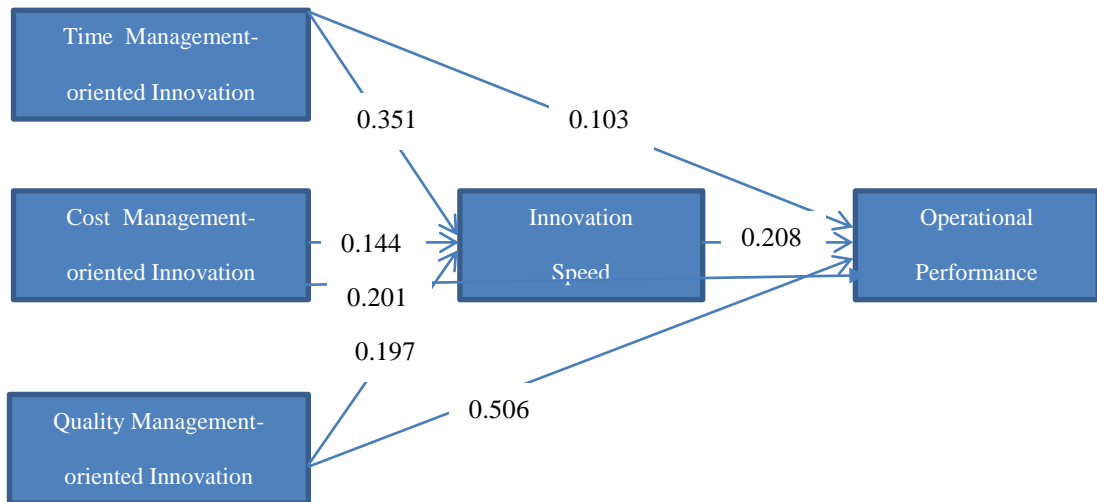 Time Management-
oriented Innovation
0.351
0.103
Cost Management-
oriented Innovation
0.144
Innovation
Speed
0.208
Operational
Performance
0.201
0.197
Quality Management-
oriented Innovation
0.506